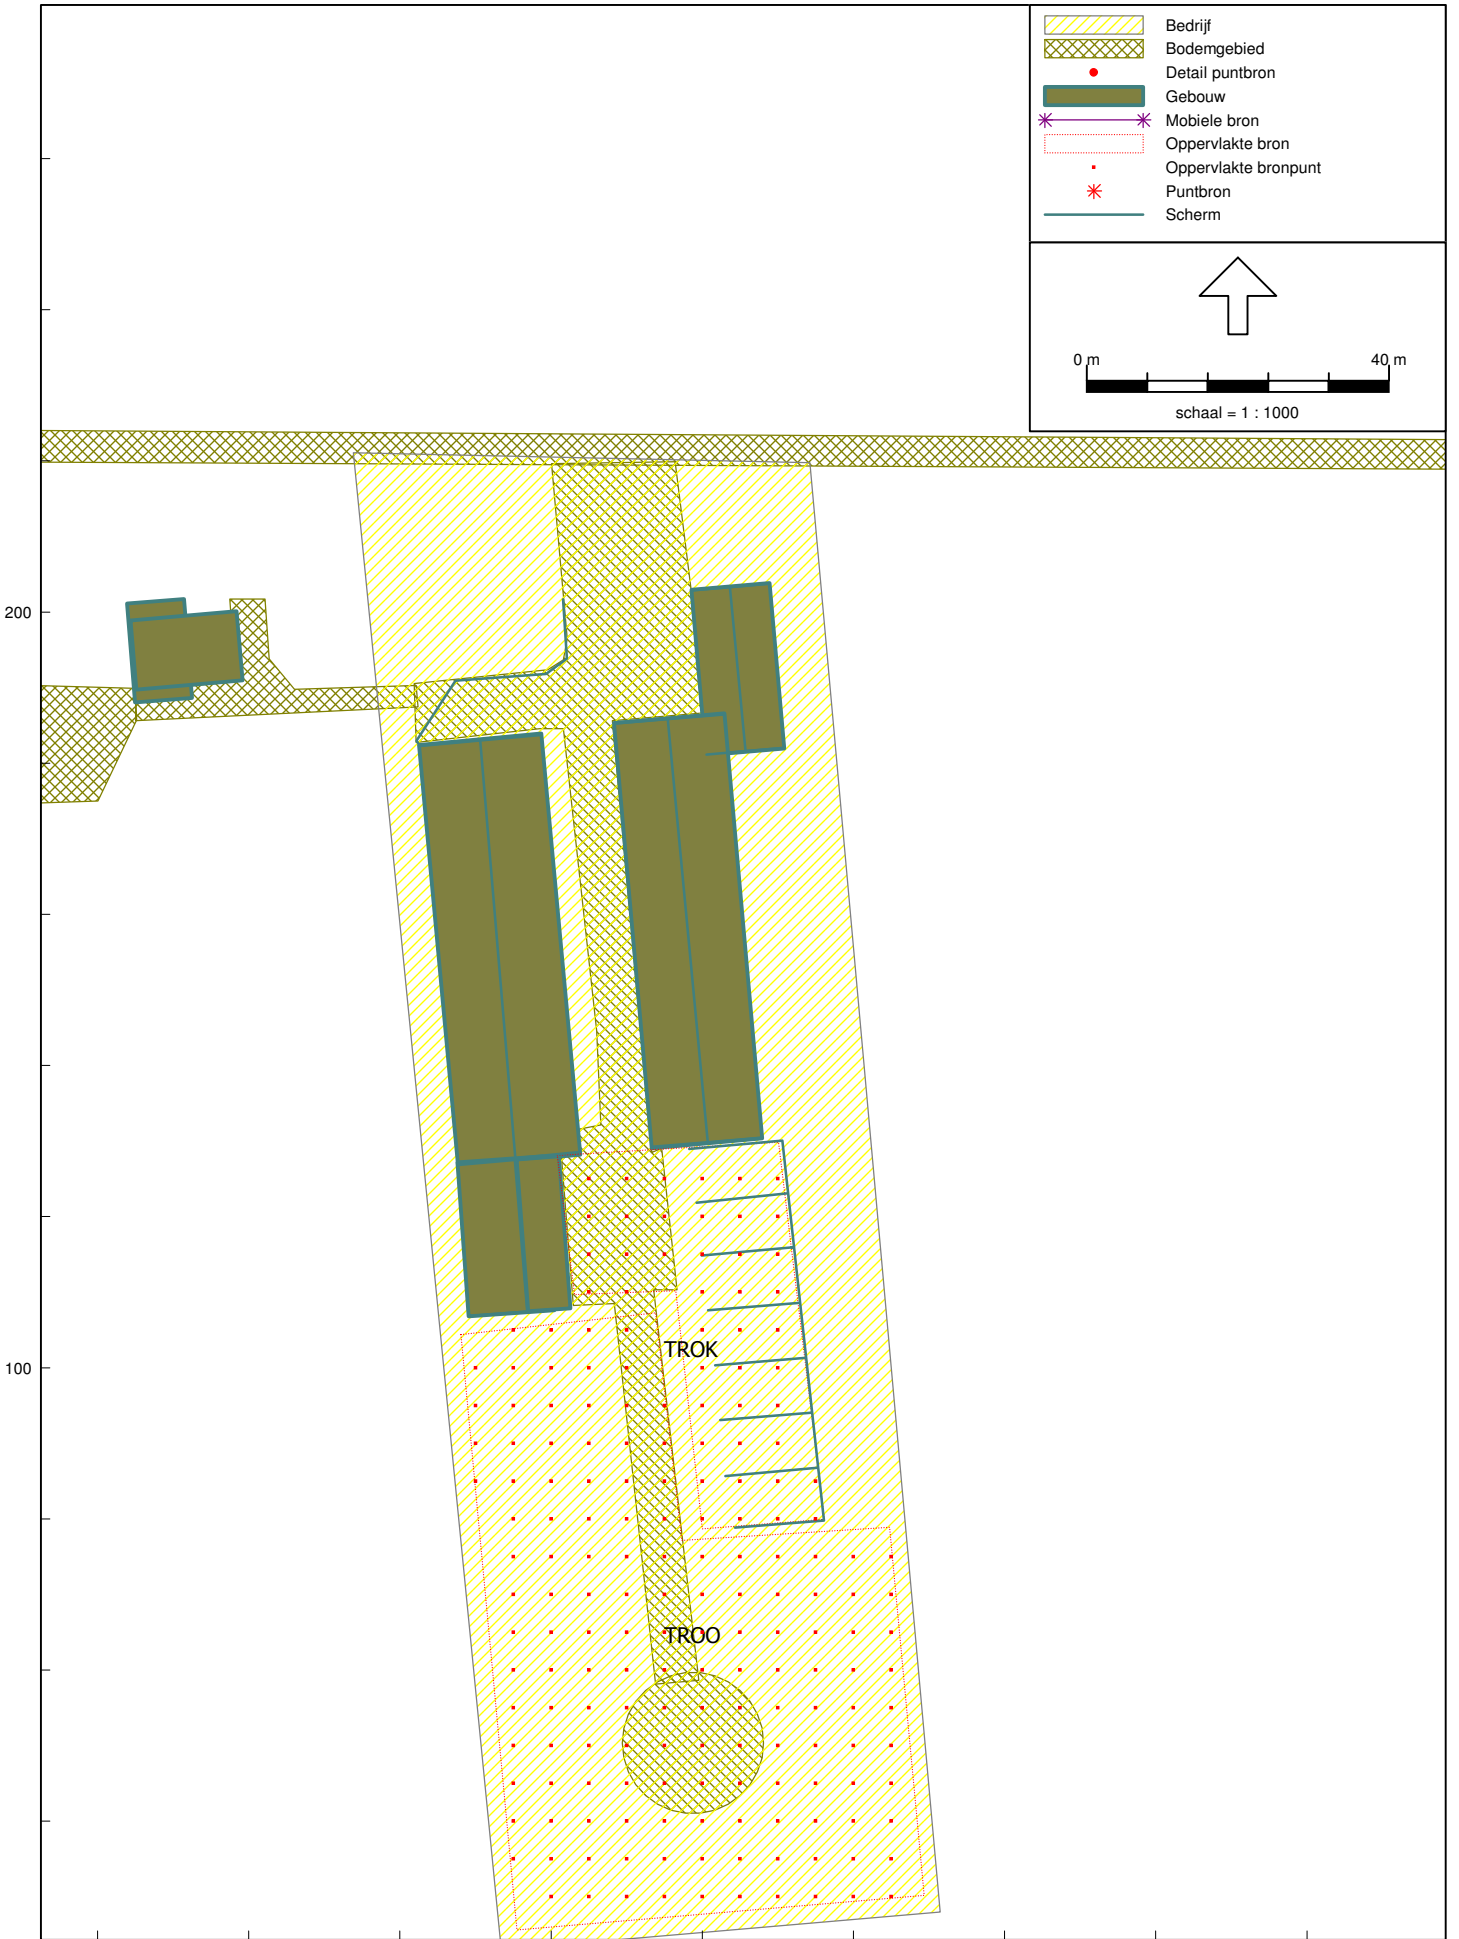 Bedrijf
Bodemgebied
Detail puntbron
Gebouw
Mobiele bron
Oppervlakte bron
Oppervlakte bronpunt
Puntbron
Scherm
0 m 40 m
schaal = 1 : 1000
200
100
TROK
TROO